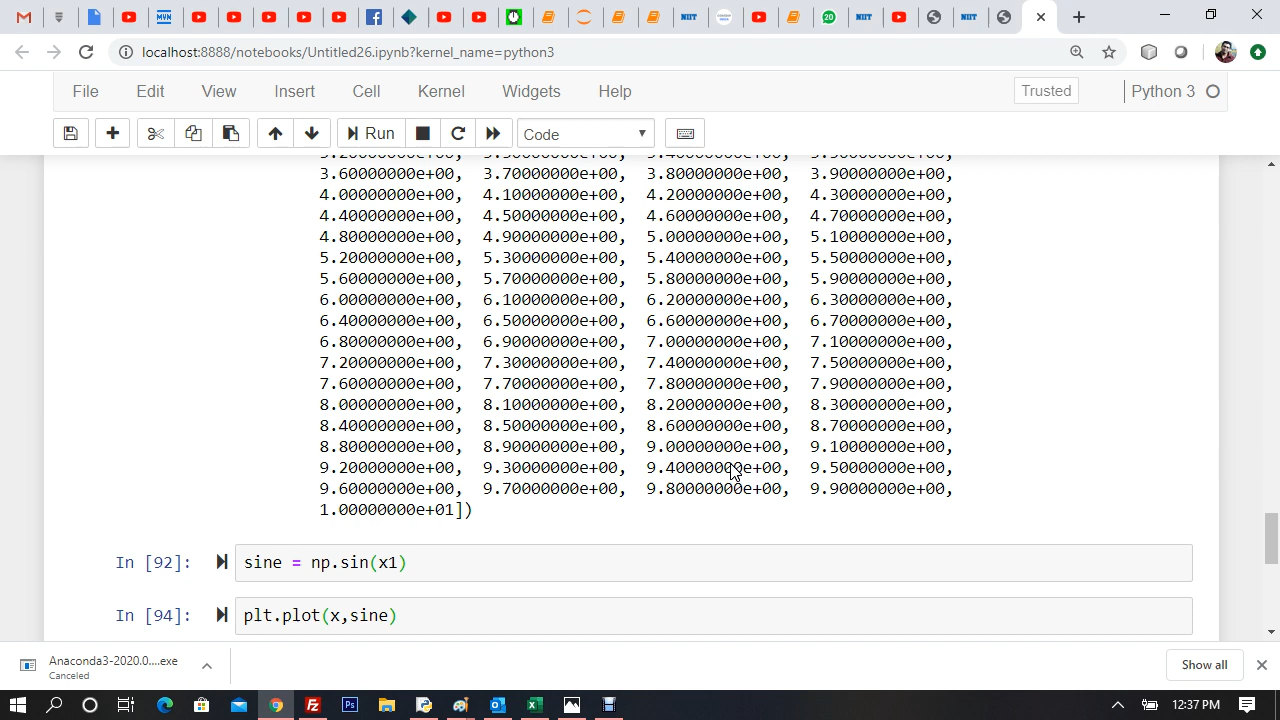 20
localhost:8888/notebooks/Untitled26.ipynb?kernel_name=python3
File Edit View Insert Cell Kernel Widgets Help Trusted Python 3
Run Code
3.60000000e+00, 3.70000000e+00, 3.80000000e+00, 3.90000000e+00,
4.00000000e+00, 4.10000000e+00, 4.20000000e+00, 4.30000000e+00,
4.40000000e+00, 4.50000000e+00, 4.60000000e+00, 4.70000000e+00,
4.80000000e+00, 4.90000000e+00, 5.00000000e+00, 5.10000000e+00,
5.20000000e+00, 5.30000000e+00, 5.40000000e+00, 5.50000000e+00,
5.60000000e+00, 5.70000000e+00, 5.80000000e+00, 5.90000000e+00,
6.00000000e+00, 6.10000000e+00, 6.20000000e+00, 6.30000000e+00,
6.40000000e+00, 6.50000000e+00, 6.60000000e+00, 6.70000000e+00,
6.80000000e+00, 6.90000000e+00, 7.00000000e+00, 7.10000000e+00,
7.20000000e+00, 7.30000000e+00, 7.40000000e+00, 7.50000000e+00,
7.60000000e+00, 7.70000000e+00, 7.80000000e+00, 7.90000000e+00,
8.00000000e+00, 8.10000000e+00, 8.20000000e+00, 8.30000000e+00,
8.40000000e+00, 8.50000000e+00, 8.60000000e+00, 8.70000000e+00,
8.80000000e+00, 8.90000000e+00, 9.00000000e+00, 9.10000000e+00,
9.20000000e+00, 9.30000000e+00, 9.40000000e+00, 9.50000000e+00,
9.60000000e+00, 9.70000000e+00, 9.80000000e+00, 9.90000000e+00,
1.00000000e+01])
In [92]: sine = np.sin(x1)
In [94]: plt.plot(x,sine)
Anaconda3-2020.0....exe
Canceled
Show all
12:37 PM